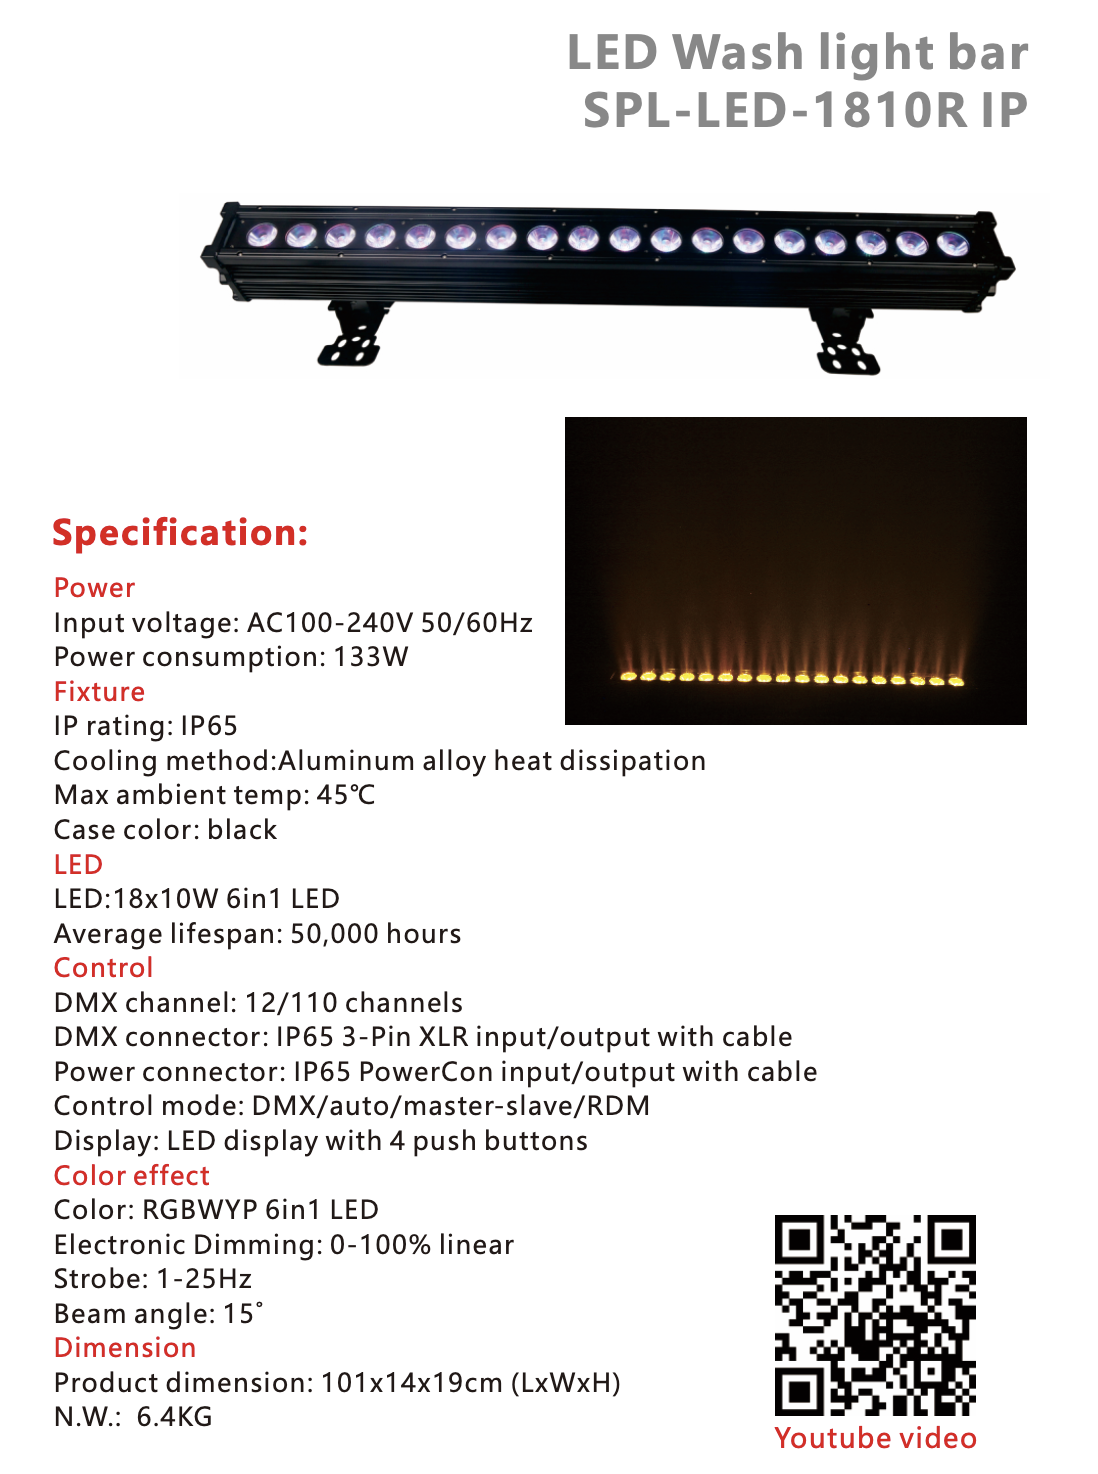 LED Wash light bar
SPL-LED-1810R IP
Specification:
Power
Input voltage: AC100-240V 50/60Hz
Power consumption: 133W
Fixture
IP rating: IP65
Cooling method:Aluminum alloy heat dissipation
Max ambient temp: 45℃
Case color: black
LED
LED:18x10W 6in1 LED
Average lifespan: 50,000 hours
Control
DMX channel: 12/110 channels
DMX connector: IP65 3-Pin XLR input/output with cable
Power connector: IP65 PowerCon input/output with cable
Control mode: DMX/auto/master-slave/RDM
Display: LED display with 4 push buttons
Color effect
Color: RGBWYP 6in1 LED
Electronic Dimming: 0-100% linear
Strobe: 1-25Hz
Beam angle: 15°
Dimension
Product dimension: 101x14x19cm (LxWxH)
N.W.: 6.4KG
Youtube video